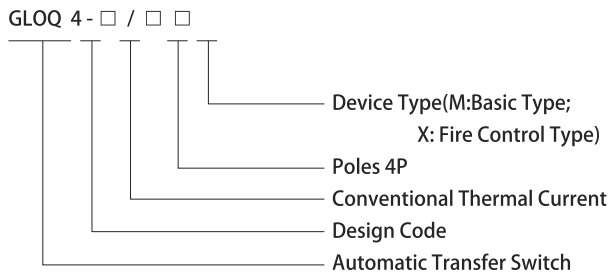 GLOQ 4 - □ / □ □
Device Type(M:Basic Type;
X: Fire Control Type)
Poles 4P
Conventional Thermal Current
Design Code
Automatic Transfer Switch